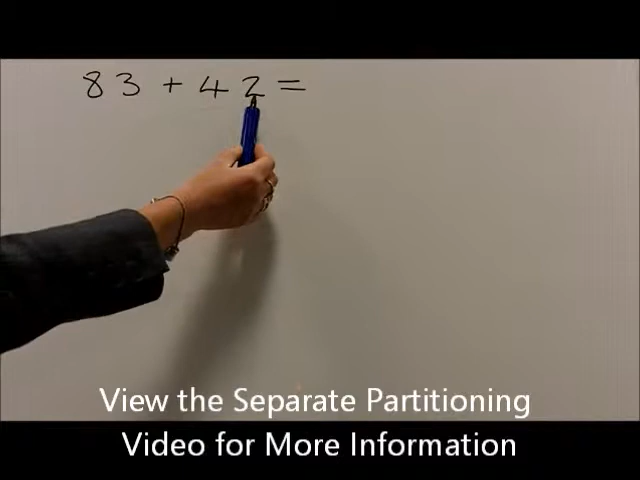 83 + 42 =
View the Separate Partitioning
Video for More Information